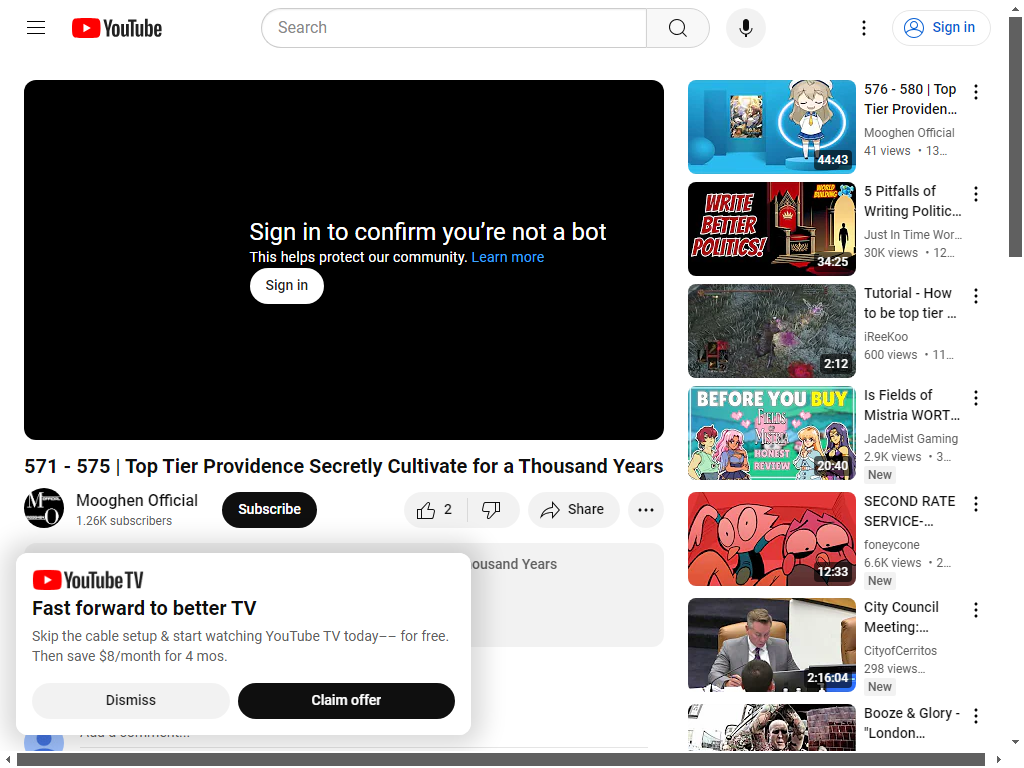 YouTube
Search
Sign in
Sign in to confirm you’re not a bot
This helps protect our community. Learn more
Sign in
571 - 575 | Top Tier Providence Secretly Cultivate for a Thousand Years
Mooghen Official
1.26K subscribers
Subscribe
2
Share
ousand Years
YouTube TV
Fast forward to better TV
Skip the cable setup & start watching YouTube TV today–– for free.
Then save $8/month for 4 mos.
Dismiss
Claim offer
Add a comment...
44:43
576 - 580 | Top
Tier Providen...
Mooghen Official
41 views • 13...
WRITE
BETTER
POLITICS!
WORLD
BUILDING
34:25
5 Pitfalls of
Writing Politic...
Just In Time Wor...
30K views • 12...
2:12
Tutorial - How
to be top tier ...
iReeKoo
600 views • 11...
BEFORE YOU BUY
FIELDS
OF
MISTRIA
HONEST
REVIEW
20:40
Is Fields of
Mistria WORT...
JadeMist Gaming
2.9K views • 3...
New
12:33
SECOND RATE
SERVICE-...
foneycone
6.6K views • 2...
New
2:16:04
City Council
Meeting:...
CityofCerritos
298 views...
New
Booze & Glory -
"London...